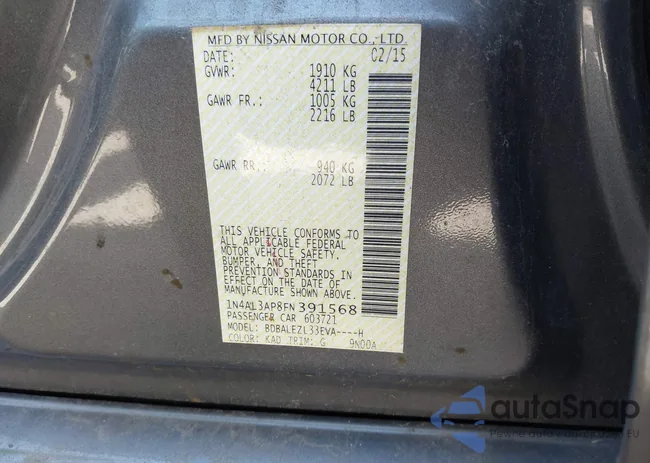 MFD BY NISSAN MOTOR CO., LTD.
DATE: 02/15
GVWR: 1910 KG
4211 LB
GAWR FR.: 1005 KG
2216 LB
GAWR RR.: 940 KG
2072 LB
THIS VEHICLE CONFORMS TO
ALL APPLICABLE FEDERAL
MOTOR VEHICLE SAFETY,
BUMPER, AND THEFT
PREVENTION STANDARDS IN
EFFECT ON THE DATE OF
MANUFACTURE SHOWN ABOVE.
1N4AL3AP8FN391568
PASSENGER CAR 603721
MODEL: BDBALEZL33EVA----H
COLOR: KAD TRIM: G 9N00A
autaSnap